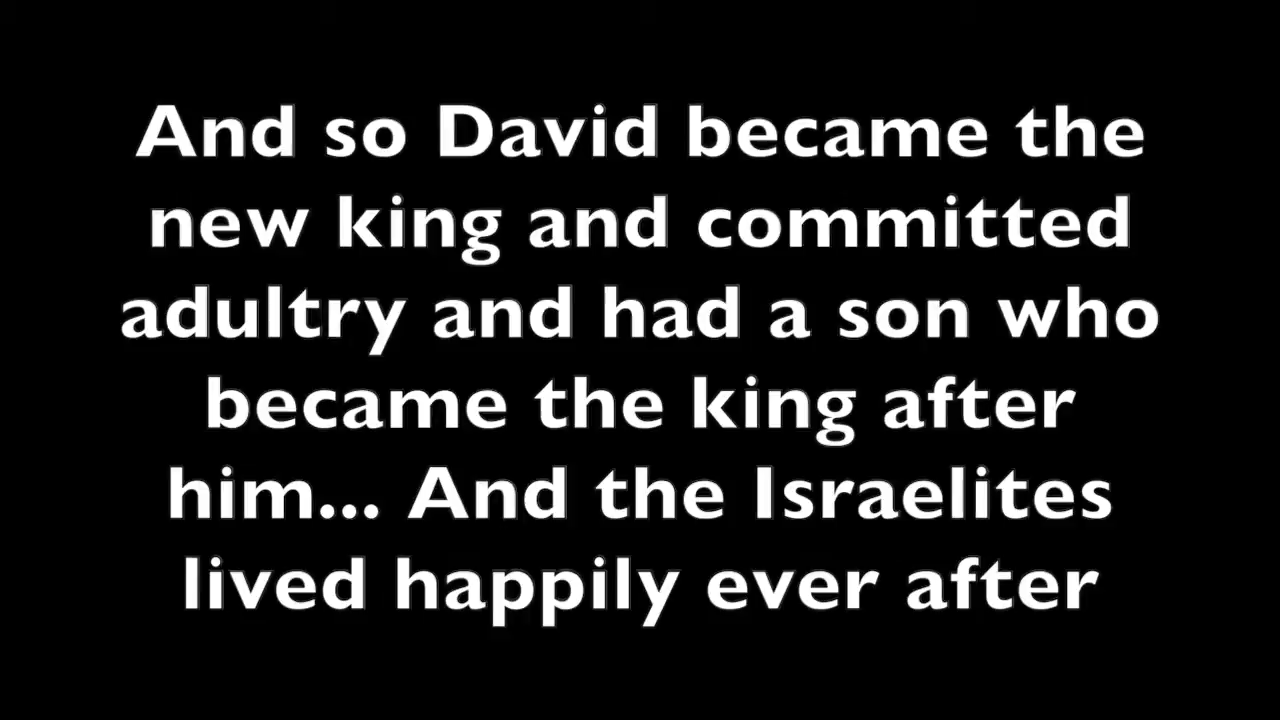 And so David became the
new king and committed
adultry and had a son who
became the king after
him... And the Israelites
lived happily ever after